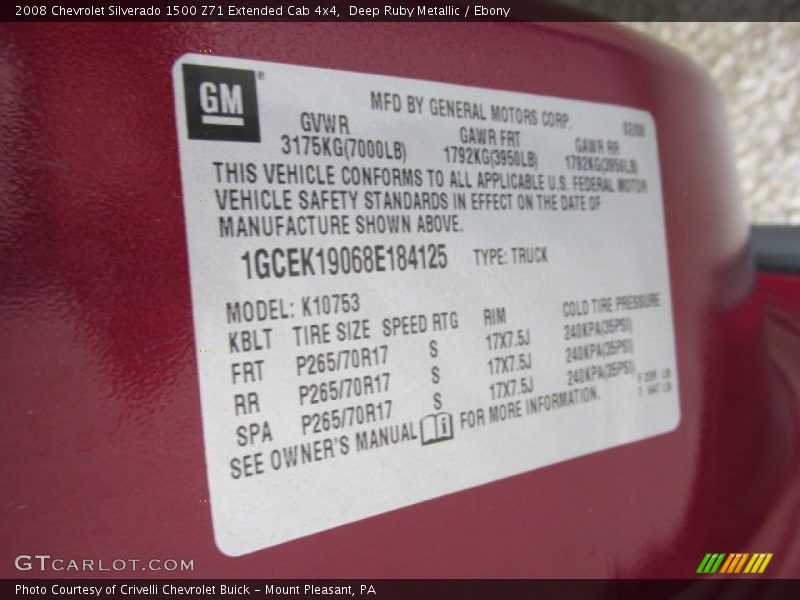 2008 Chevrolet Silverado 1500 Z71 Extended Cab 4x4,  Deep Ruby Metallic / Ebony
GM
MFD BY GENERAL MOTORS CORP.
02/08
GVWR GAWR FRT GAWR RR
3175KG(7000LB) 1792KG(3950LB) 1792KG(3950LB)
THIS VEHICLE CONFORMS TO ALL APPLICABLE U.S. FEDERAL MOTOR
VEHICLE SAFETY STANDARDS IN EFFECT ON THE DATE OF
MANUFACTURE SHOWN ABOVE.
1GCEK19068E184125 TYPE: TRUCK
MODEL: K10753
KBLT TIRE SIZE SPEED RTG RIM COLD TIRE PRESSURE
FRT P265/70R17 S 17X7.5J 240KPA(35PSI)
RR P265/70R17 S 17X7.5J 240KPA(35PSI)
SPA P265/70R17 S 17X7.5J 240KPA(35PSI)
SEE OWNER'S MANUAL FOR MORE INFORMATION.
GTCARLOT.COM
Photo Courtesy of Crivelli Chevrolet Buick – Mount Pleasant, PA